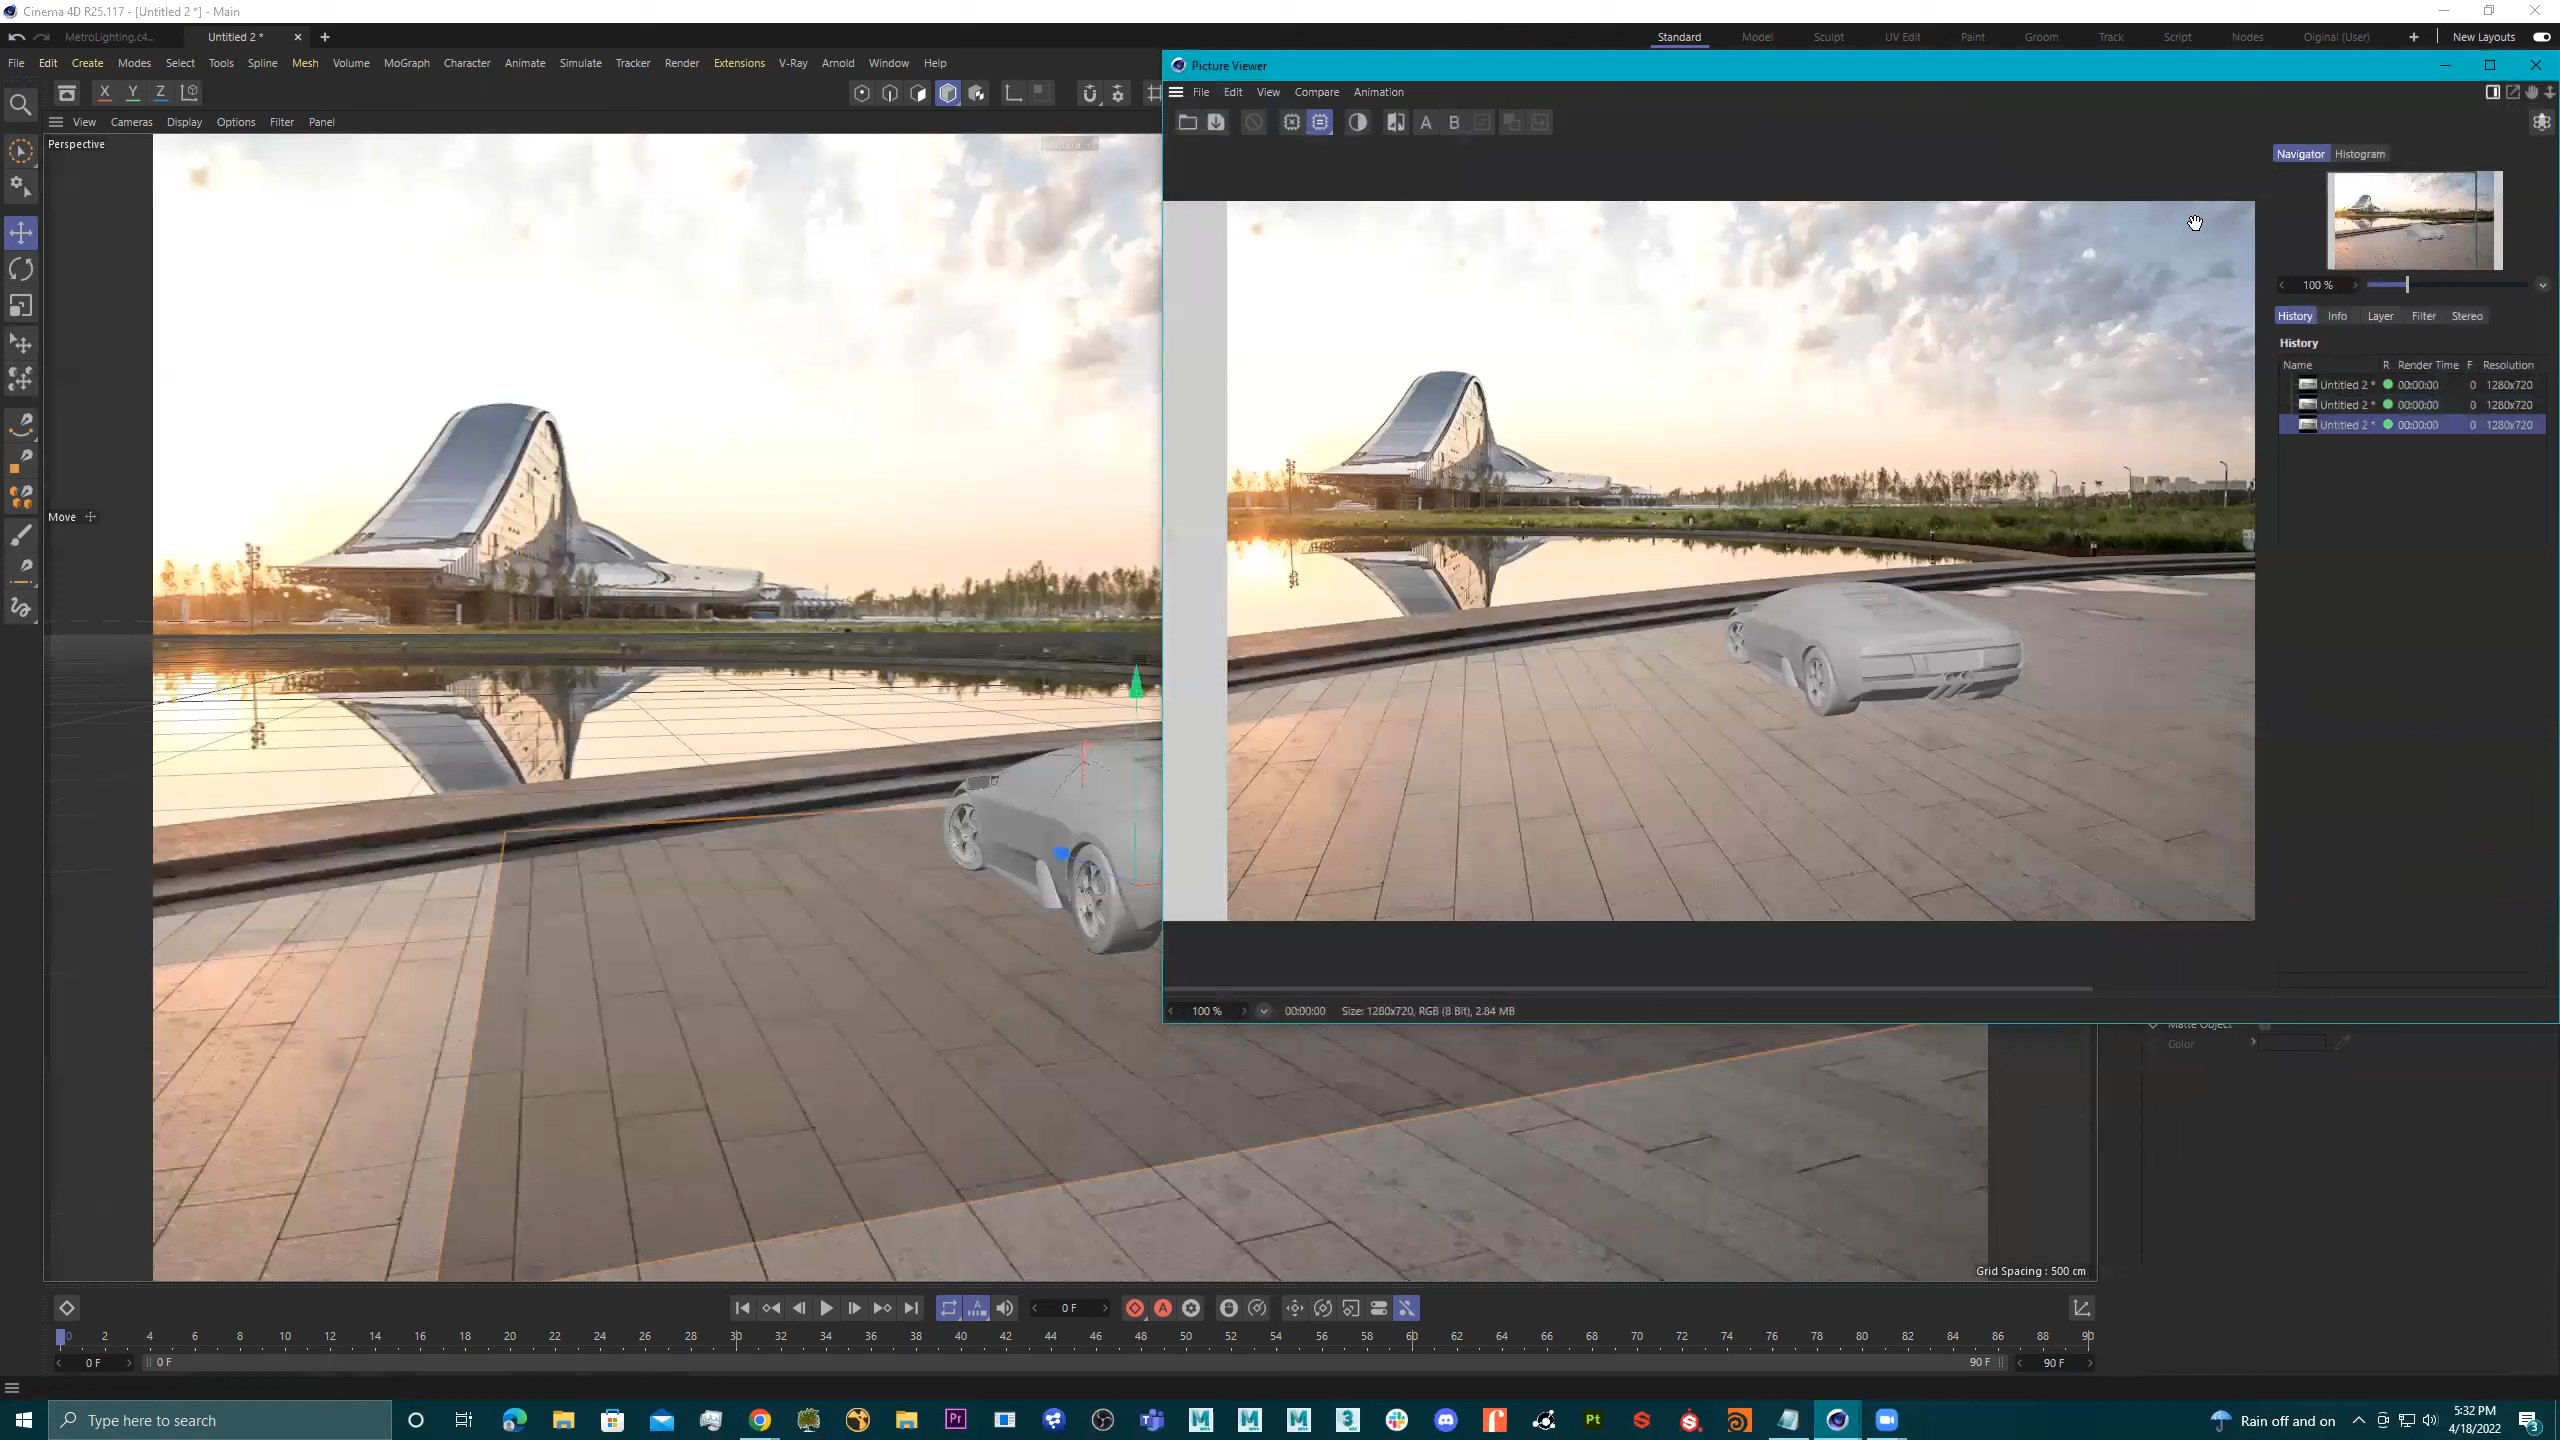 Cinema 4D R25.117 - [Untitled 2 *] - Main
MetroLighting.c4... Untitled 2 * Standard Model Sculpt UV Edit Paint Groom Track Script Nodes Oiginal (User) New Layouts
File Edit Create Modes Select Tools Spline Mesh Volume MoGraph Character Animate Simulate Tracker Render Extensions V-Ray Arnold Window Help
X Y Z
View Cameras Display Options Filter Panel
Perspective
Move
Grid Spacing : 500 cm
Picture Viewer
File Edit View Compare Animation
A B
Navigator Histogram
100 %
History Info Layer Filter Stereo
History
Name R Render Time F Resolution
Untitled 2 * 00:00:00 0 1280x720
Untitled 2 * 00:00:00 0 1280x720
Untitled 2 * 00:00:00 0 1280x720
100 % 00:00:00 Size: 1280x720, RGB (8 Bit), 2.84 MB
Matte Object
Color
0 F
0 2 4 6 8 10 12 14 16 18 20 22 24 26 28 30 32 34 36 38 40 42 44 46 48 50 52 54 56 58 60 62 64 66 68 70 72 74 76 78 80 82 84 86 88 90
0 F 0 F 90 F 90 F
Type here to search
Rain off and on
5:32 PM
4/18/2022
3